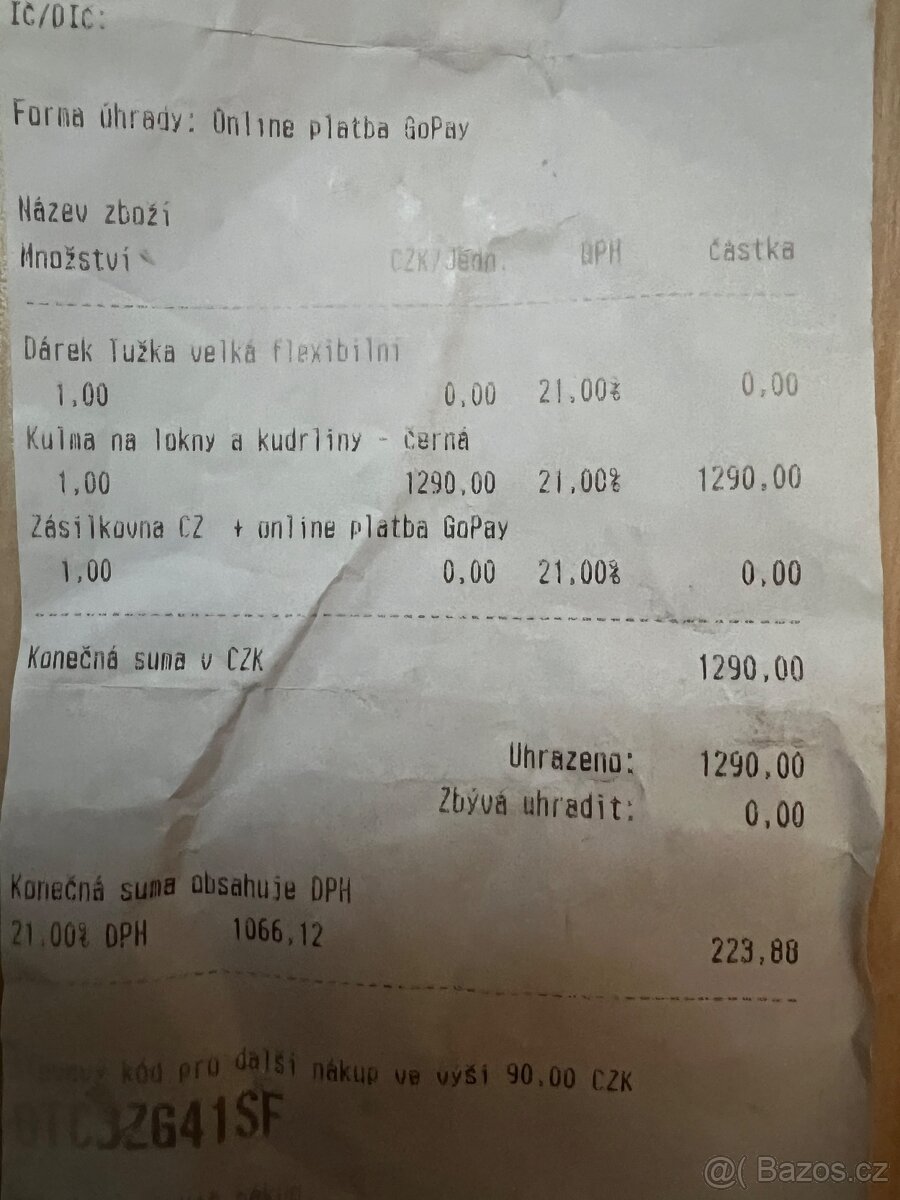 IČ/DIČ:
Forma úhrady: Online platba GoPay
Název zboží
Množství CZK/Jedn. DPH částka
Dárek Tužka velká flexibilní
1,00 0,00 21,00% 0,00
Kulma na lokny a kudrliny - černá
1,00 1290,00 21,00% 1290,00
Zásilkovna CZ + online platba GoPay
1,00 0,00 21,00% 0,00
Konečná suma v CZK 1290,00
Uhrazeno: 1290,00
Zbývá uhradit: 0,00
Konečná suma obsahuje DPH
21.00% DPH 1066,12 223,88
kód pro další nákup ve výši 90.00 CZK
@( Bazos.cz